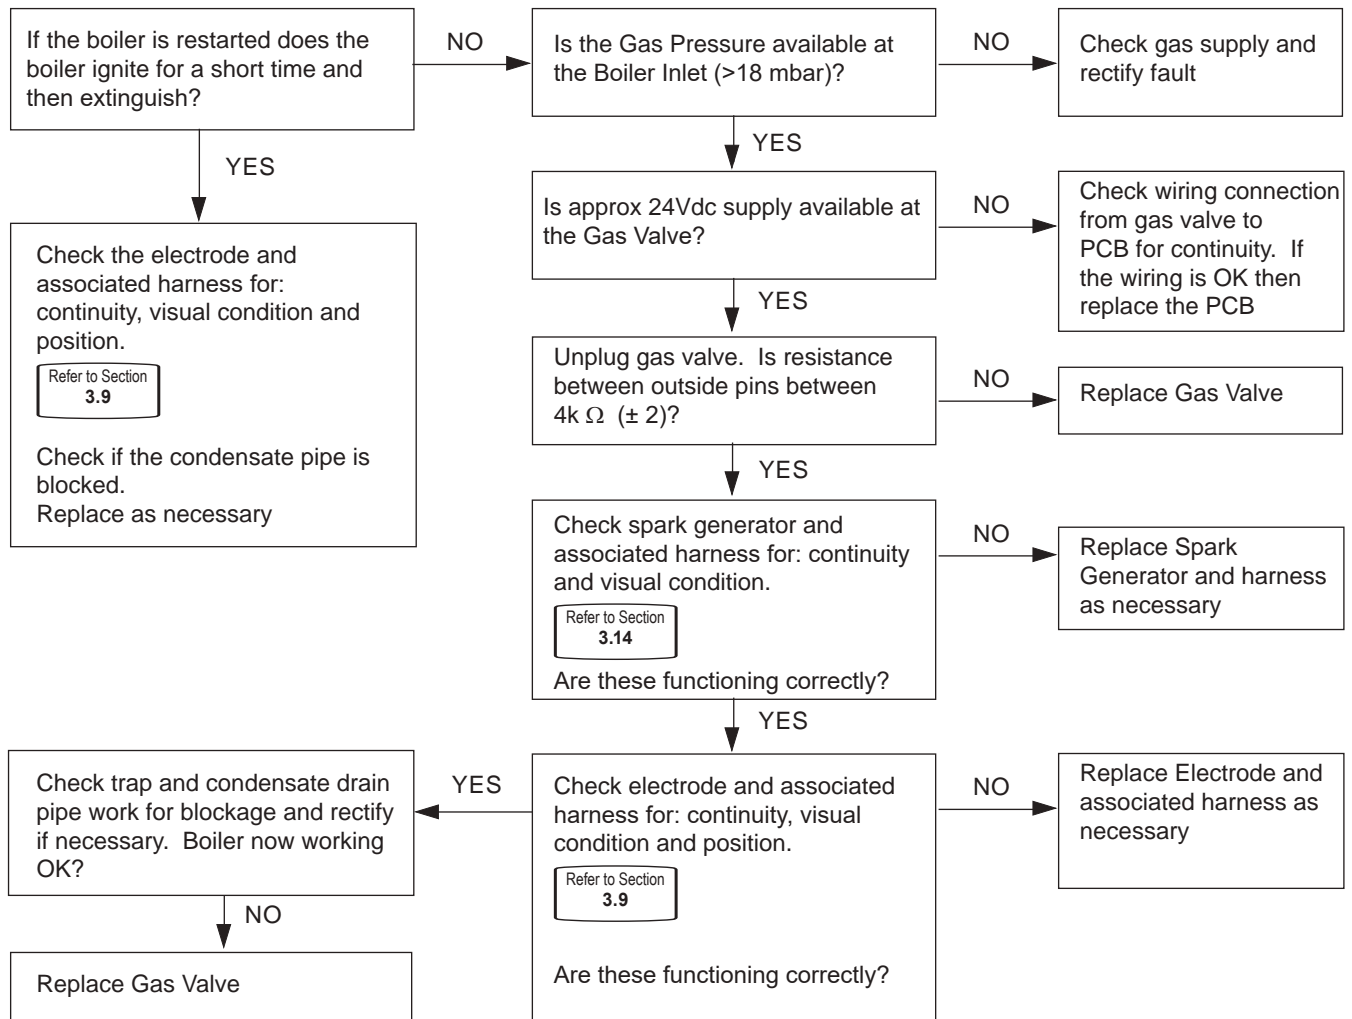 If the boiler is restarted does the
boiler ignite for a short time and
then extinguish?
NO
Is the Gas Pressure available at
the Boiler Inlet (>18 mbar)?
NO
Check gas supply and
rectify fault
YES
YES
Check the electrode and
associated harness for:
continuity, visual condition and
position.
Refer to Section
3.9
Check if the condensate pipe is
blocked.
Replace as necessary
Is approx 24Vdc supply available at
the Gas Valve?
NO
Check wiring connection
from gas valve to
PCB for continuity.  If
the wiring is OK then
replace the PCB
YES
Unplug gas valve.  Is resistance
between outside pins between
4k Ω  (± 2)?
NO
Replace Gas Valve
YES
Check spark generator and
associated harness for: continuity
and visual condition.
Refer to Section
3.14
Are these functioning correctly?
NO
Replace Spark
Generator and harness
as necessary
YES
Check electrode and associated
harness for: continuity, visual
condition and position.
Refer to Section
3.9
Are these functioning correctly?
NO
Replace Electrode and
associated harness as
necessary
YES
Check trap and condensate drain
pipe work for blockage and rectify
if necessary.  Boiler now working
OK?
NO
Replace Gas Valve